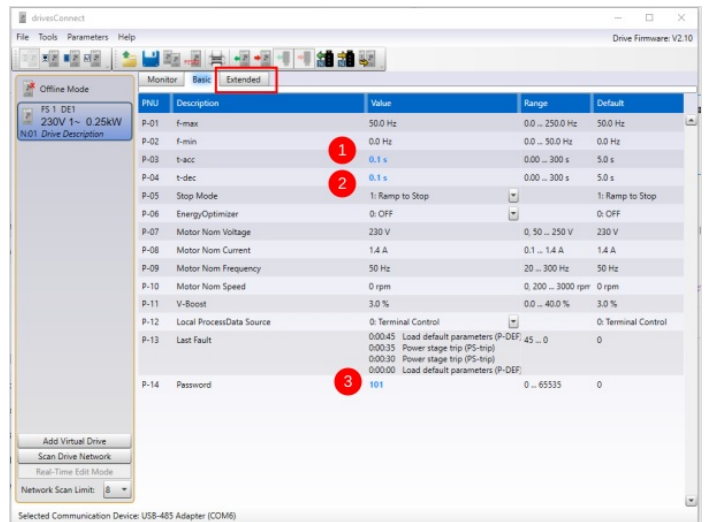 drivesConnect
File Tools Parameters Help
Drive Firmware: V2.10
Offline Mode
Monitor Basic Extended
FS 1 DE1
230V 1~ 0.25kW
N:01 Drive Description
PNU Description Value Range Default
P-01 f-max 50.0 Hz 0.0 ... 250.0 Hz 50.0 Hz
P-02 f-min 0.0 Hz 0.0 ... 50.0 Hz 0.0 Hz
1
P-03 t-acc 0.1 s 0.00 ... 300 s 5.0 s
2
P-04 t-dec 0.1 s 0.00 ... 300 s 5.0 s
P-05 Stop Mode 1: Ramp to Stop 1: Ramp to Stop
P-06 EnergyOptimizer 0: OFF 0: OFF
P-07 Motor Nom Voltage 230 V 0, 50 ... 250 V 230 V
P-08 Motor Nom Current 1.4 A 0.1 ... 1.4 A 1.4 A
P-09 Motor Nom Frequency 50 Hz 20 ... 300 Hz 50 Hz
P-10 Motor Nom Speed 0 rpm 0, 200 ... 3000 rpm 0 rpm
P-11 V-Boost 3.0 % 0.0 ... 40.0 % 3.0 %
P-12 Local ProcessData Source 0: Terminal Control 0: Terminal Control
P-13 Last Fault 0:00:45 Load default parameters (P-DEF) 45 ... 0 0
0:00:35 Power stage trip (PS-trip)
0:00:30 Power stage trip (PS-trip)
0:00:00 Load default parameters (P-DEF)
3
P-14 Password 101 0 ... 65535 0
Add Virtual Drive
Scan Drive Network
Real-Time Edit Mode
Network Scan Limit: 8
Selected Communication Device: USB-485 Adapter (COM6)